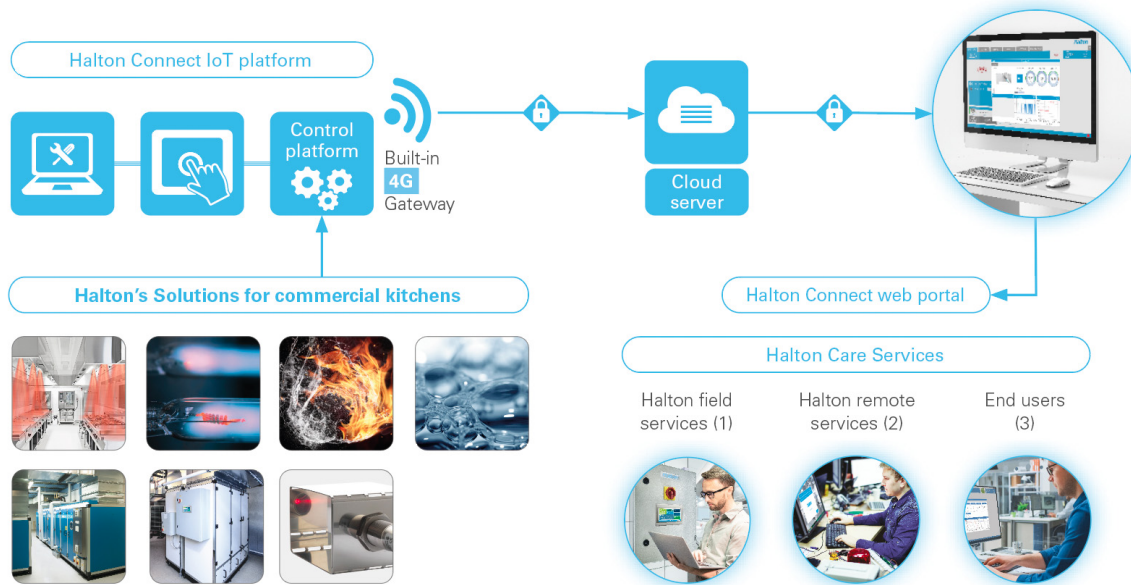 Halton Connect IoT platform
Control
platform
Built-in
4G
Gateway
Cloud
server
Halton's Solutions for commercial kitchens
Halton Connect web portal
Halton Care Services
Halton field
services (1)
Halton remote
services (2)
End users
(3)